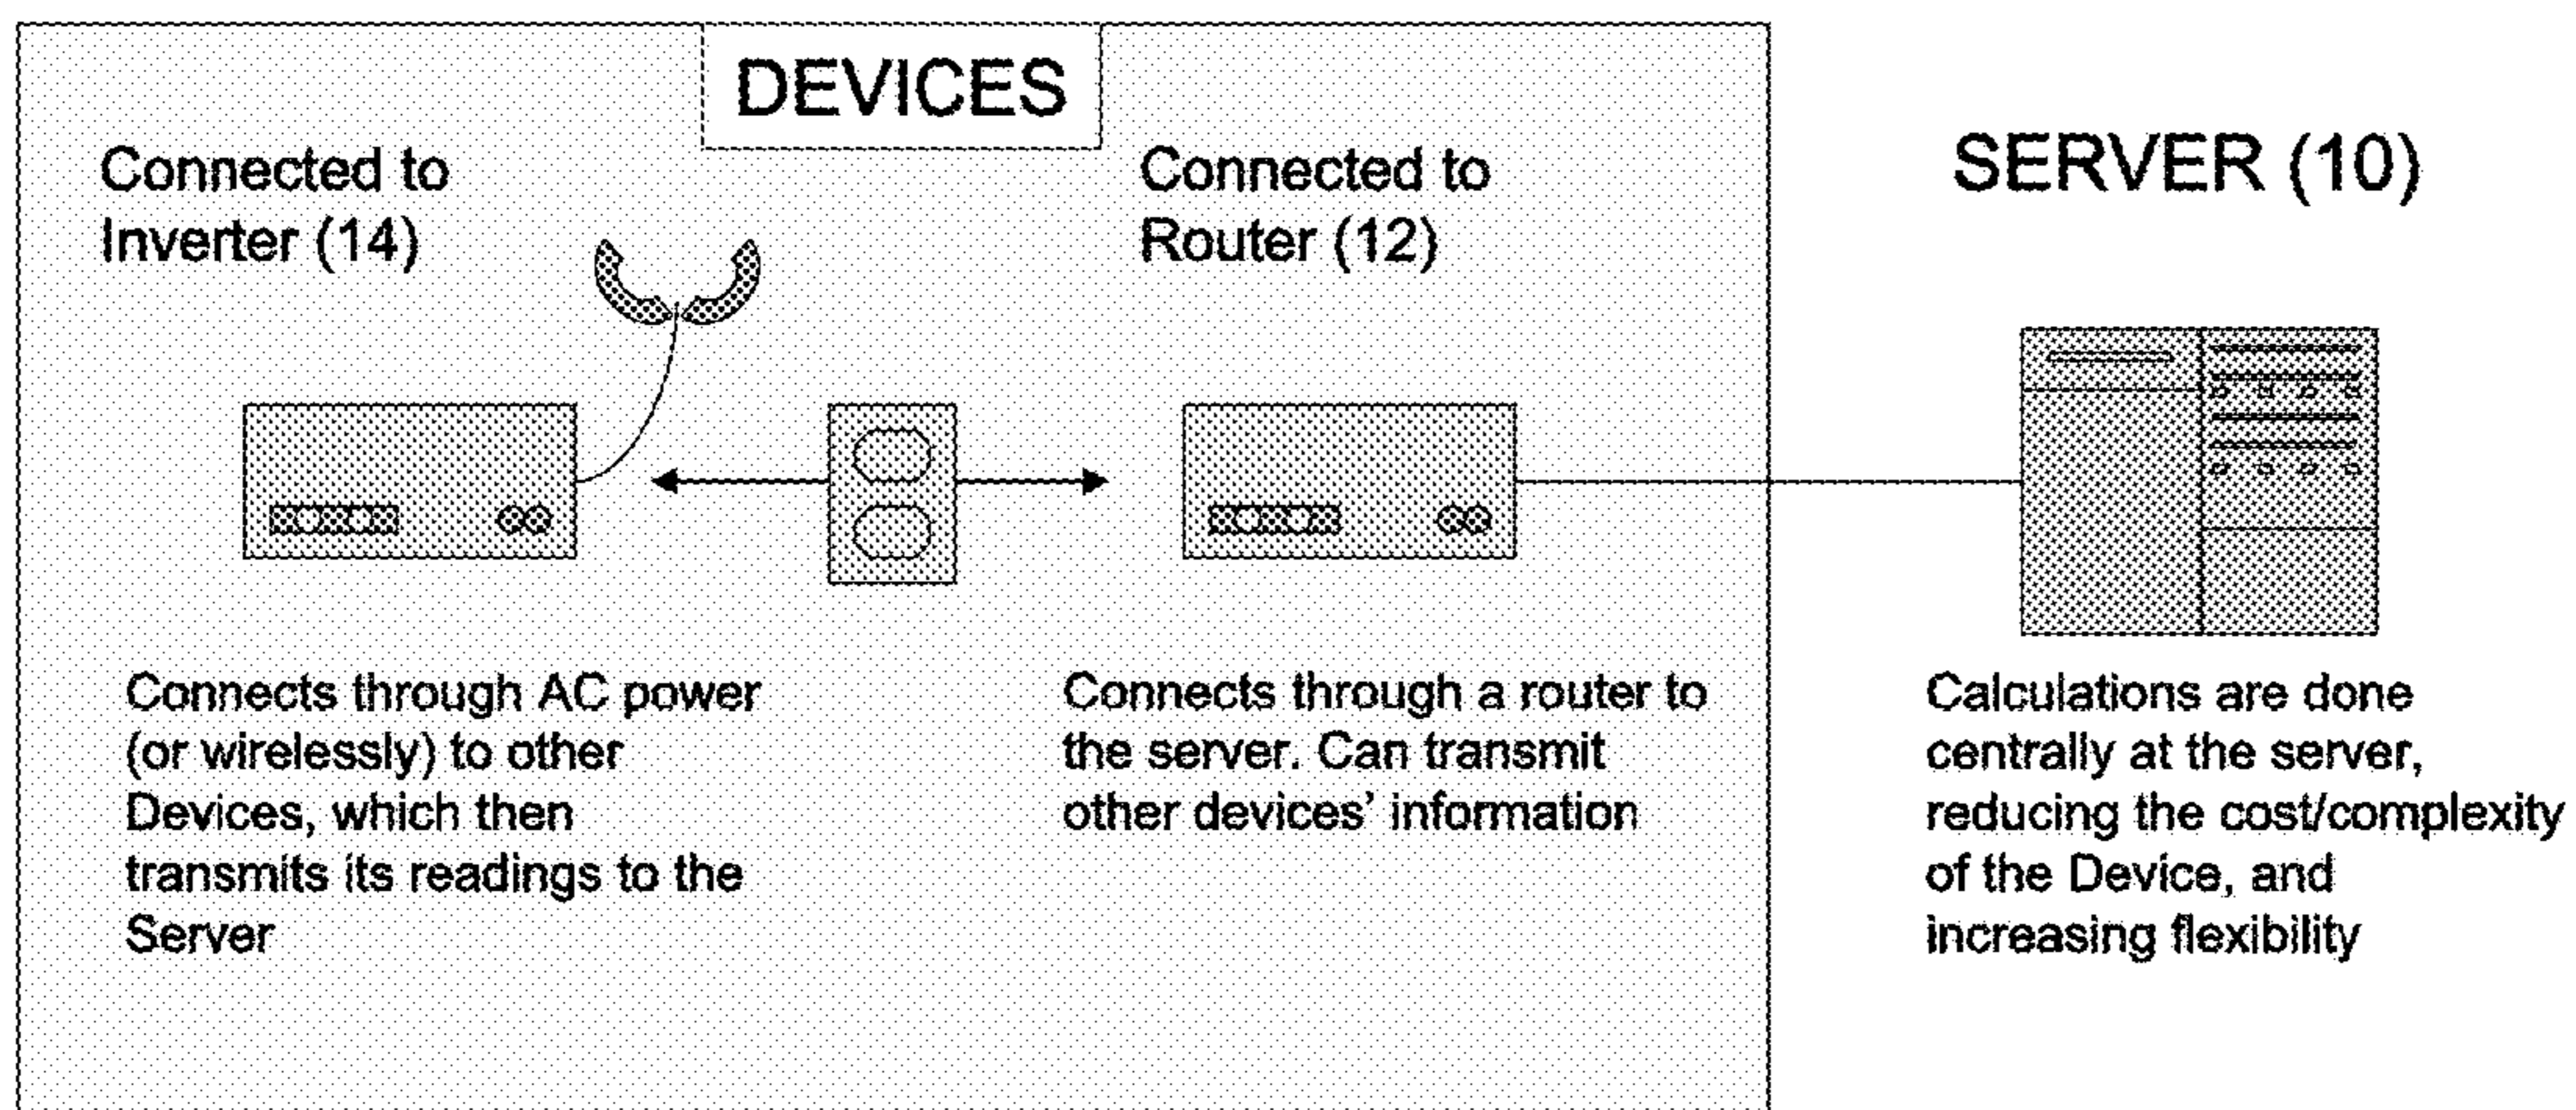 DEVICES
Connected to
Inverter (14)
Connected to
Router (12)
SERVER (10)
Connects through AC power
(or wirelessly) to other
Devices, which then
transmits its readings to the
Server
Connects through a router to
the server. Can transmit
other devices’ information
Calculations are done
centrally at the server,
reducing the cost/complexity
of the Device, and
increasing flexibility